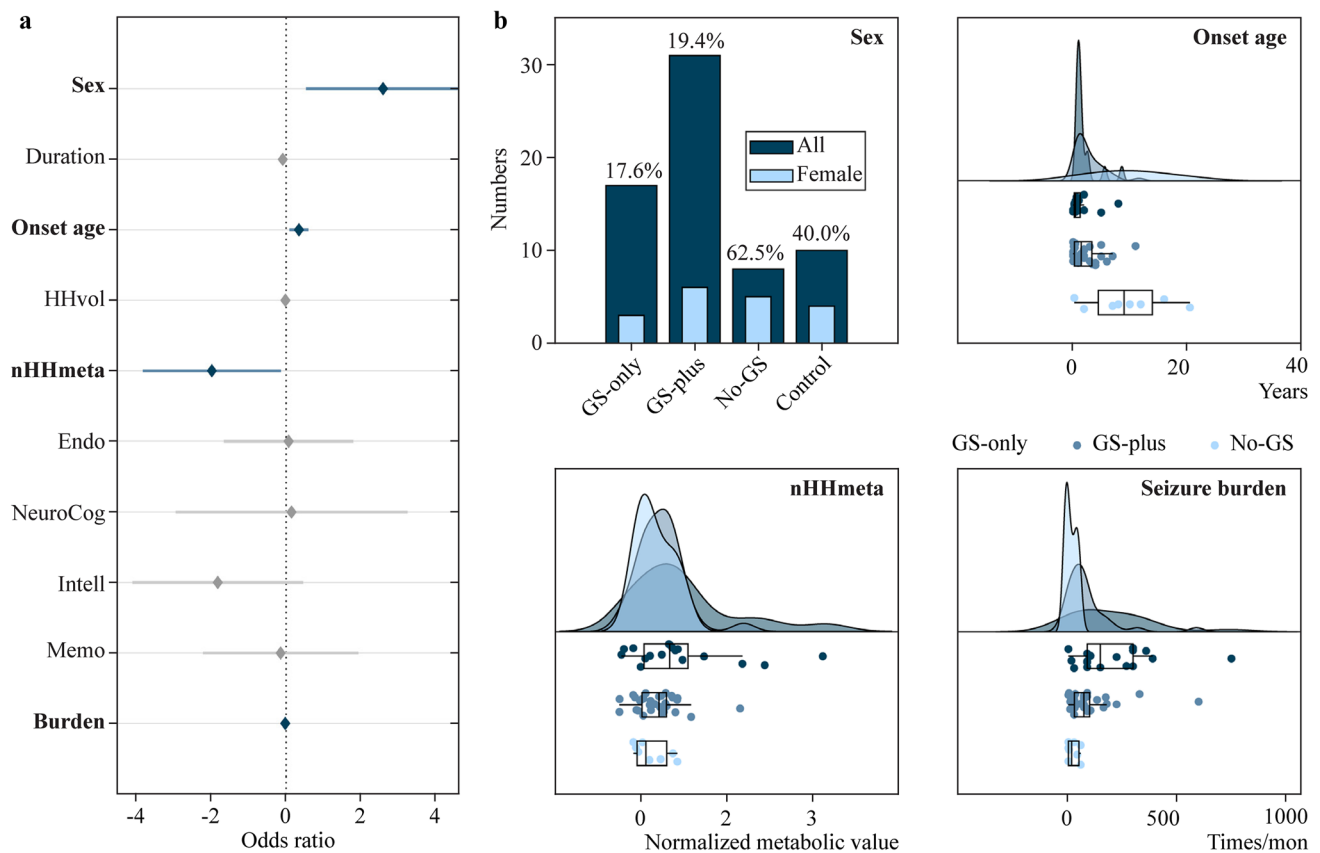 a
Sex
Duration
Onset age
HHvol
nHHmeta
Endo
NeuroCog
Intell
Memo
Burden
-4 -2 0 2 4
Odds ratio
b
Sex
Numbers
30
20
10
0
17.6%
19.4%
62.5%
40.0%
All
Female
GS-only
GS-plus
No-GS
Control
Onset age
0 20 40
Years
GS-only GS-plus No-GS
nHHmeta
0 2 3
Normalized metabolic value
Seizure burden
0 500 1000
Times/mon